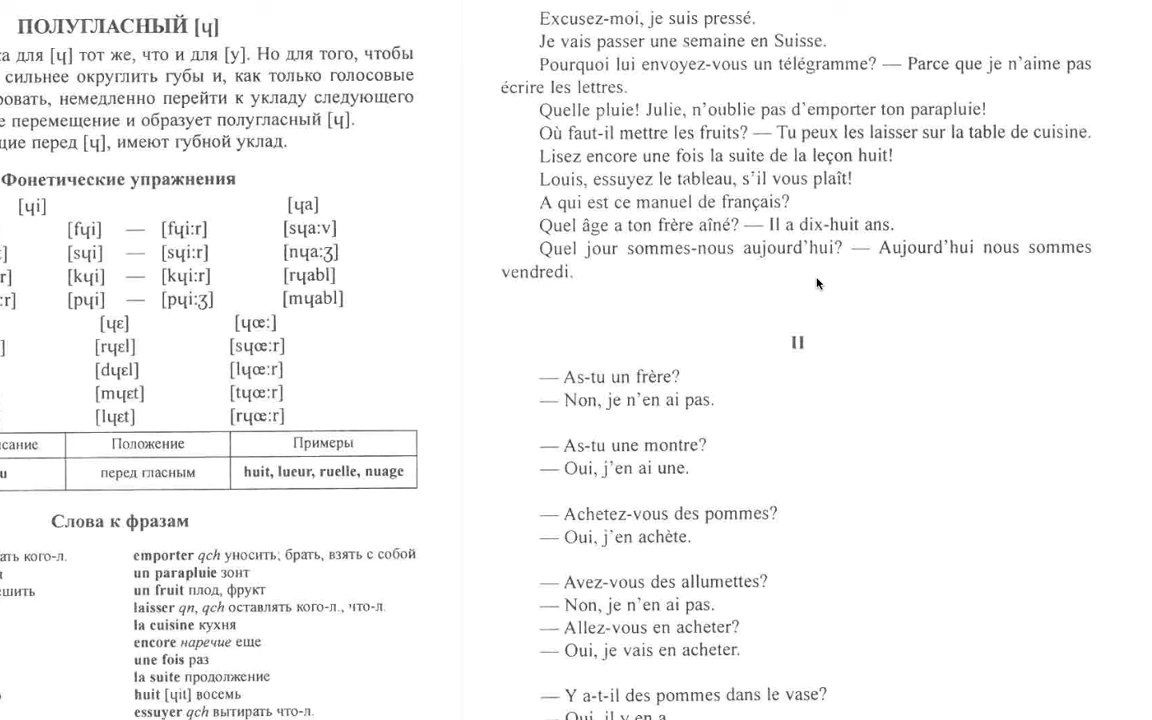 ПОЛУГЛАСНЫЙ [ɥ]
для [ɥ] тот же, что и для [y]. Но для того, чтобы
сильнее округлить губы и, как только голосовые
немедленно перейти к укладу следующего
перемещение и образует полугласный [ɥ].
перед [ɥ], имеют губной уклад.
Фонетические упражнения
[ɥi] [ɥa]
[fɥi] — [fɥi:r] [sɥa:v]
[sɥi] — [sɥi:r] [nɥa:ʒ]
[kɥi] — [kɥi:r] [rɥabl]
[pɥi] — [pɥi:ʒ] [mɥabl]
[ɥɛ] [ɥœ:]
[rɥɛl] [sɥœ:r]
[dɥɛl] [lɥœ:r]
[mɥɛt] [tɥœ:r]
[lɥɛt] [rɥœ:r]
Положение Примеры
u перед гласным huit, lueur, ruelle, nuage
Слова к фразам
кого-л. emporter qch уносить; брать, взять с собой
un parapluie зонт
un fruit плод, фрукт
laisser qn, qch оставлять кого-л., что-л.
la cuisine кухня
encore наречие еще
une fois раз
la suite продолжение
huit [ɥit] восемь
essuyer qch вытирать что-л.
Excusez-moi, je suis pressé.
Je vais passer une semaine en Suisse.
Pourquoi lui envoyez-vous un télégramme? — Parce que je n'aime pas
écrire les lettres.
Quelle pluie! Julie, n'oublie pas d'emporter ton parapluie!
Où faut-il mettre les fruits? — Tu peux les laisser sur la table de cuisine.
Lisez encore une fois la suite de la leçon huit!
Louis, essuyez le tableau, s'il vous plaît!
A qui est ce manuel de français?
Quel âge a ton frère aîné? — Il a dix-huit ans.
Quel jour sommes-nous aujourd'hui? — Aujourd'hui nous sommes
vendredi.
II
— As-tu un frère?
— Non, je n'en ai pas.
— As-tu une montre?
— Oui, j'en ai une.
— Achetez-vous des pommes?
— Oui, j'en achète.
— Avez-vous des allumettes?
— Non, je n'en ai pas.
— Allez-vous en acheter?
— Oui, je vais en acheter.
— Y a-t-il des pommes dans le vase?
— Oui, il y en a